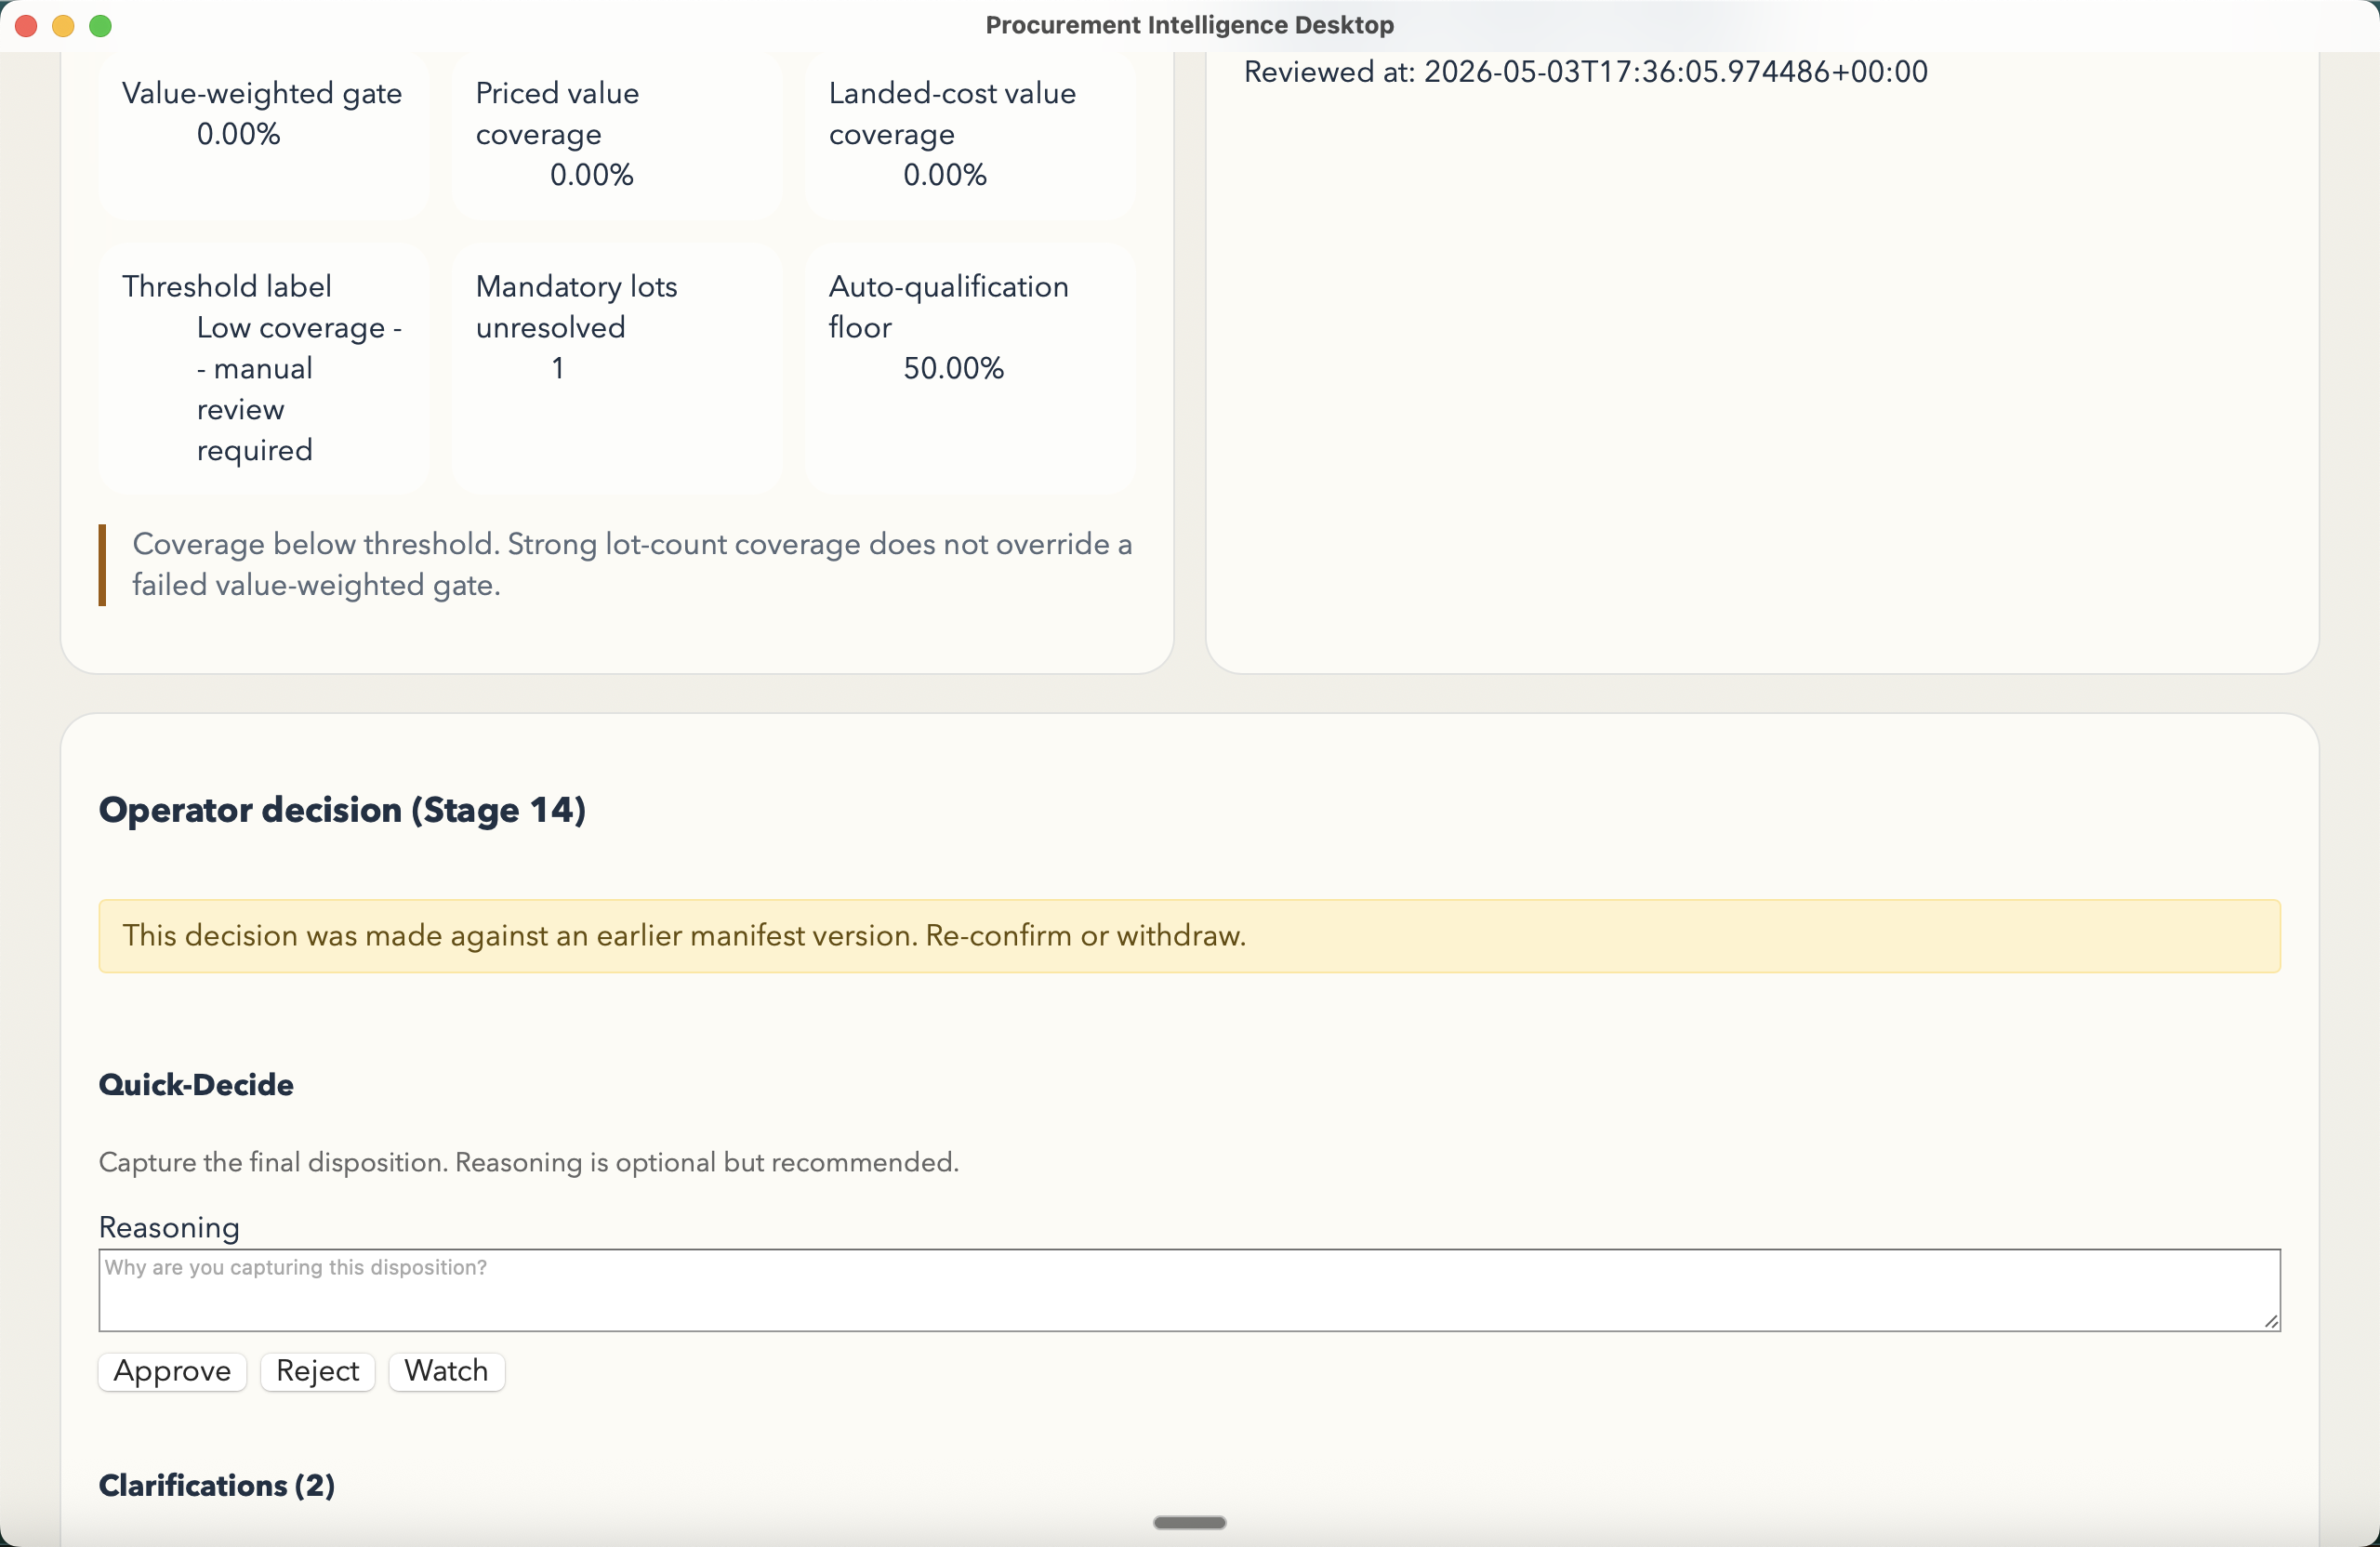 Procurement Intelligence Desktop
Value-weighted gate
0.00%
Priced value
coverage
0.00%
Landed-cost value
coverage
0.00%
Threshold label
Low coverage -
- manual
review
required
Mandatory lots
unresolved
1
Auto-qualification
floor
50.00%
Coverage below threshold. Strong lot-count coverage does not override a
failed value-weighted gate.
Reviewed at: 2026-05-03T17:36:05.974486+00:00
Operator decision (Stage 14)
This decision was made against an earlier manifest version. Re-confirm or withdraw.
Quick-Decide
Capture the final disposition. Reasoning is optional but recommended.
Reasoning
Why are you capturing this disposition?
Approve Reject Watch
Clarifications (2)